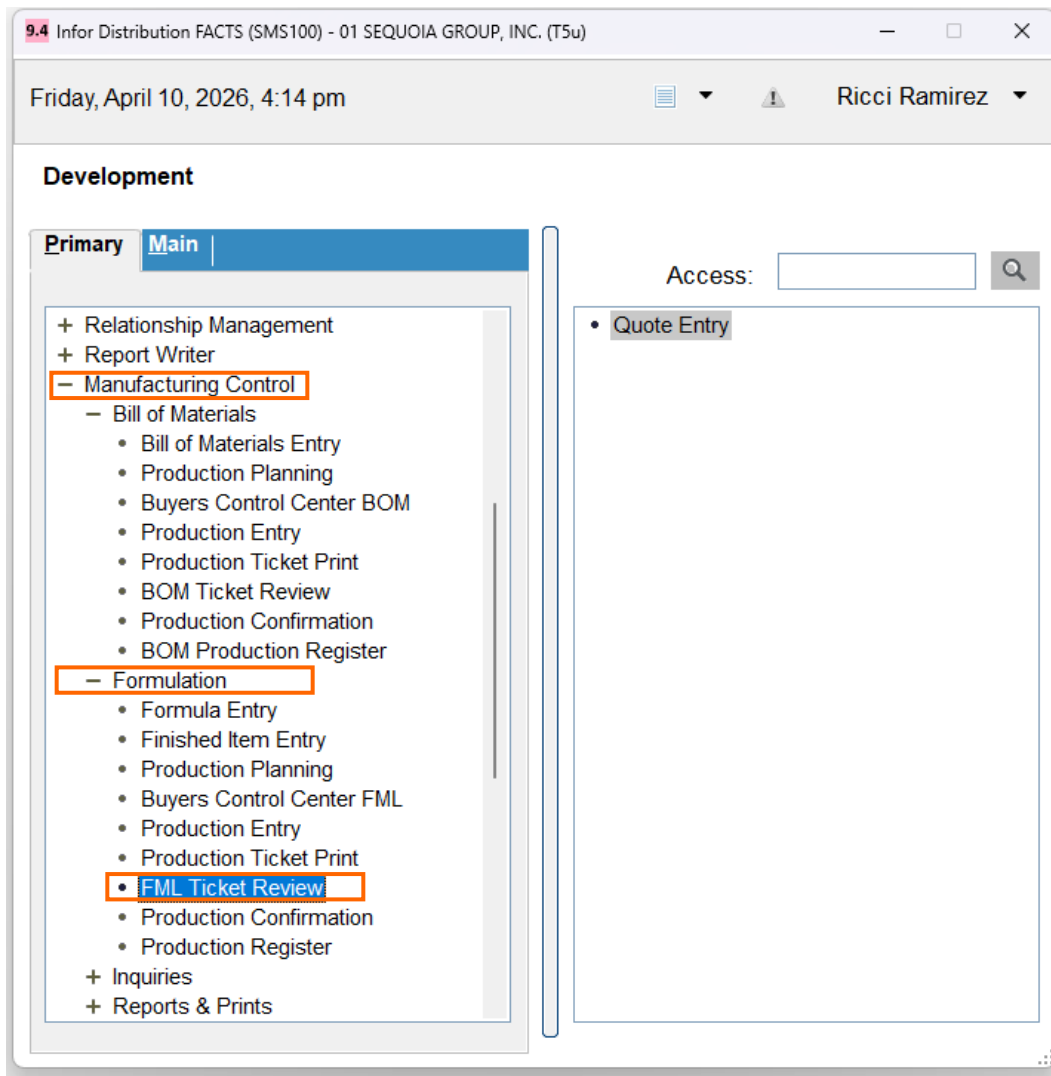 9.4 Infor Distribution FACTS (SMS100) - 01 SEQUOIA GROUP, INC. (T5u)
Friday, April 10, 2026, 4:14 pm
Ricci Ramirez
Development
Primary Main
Access:
Relationship Management
Report Writer
Manufacturing Control
Bill of Materials
Bill of Materials Entry
Production Planning
Buyers Control Center BOM
Production Entry
Production Ticket Print
BOM Ticket Review
Production Confirmation
BOM Production Register
Formulation
Formula Entry
Finished Item Entry
Production Planning
Buyers Control Center FML
Production Entry
Production Ticket Print
FML Ticket Review
Production Confirmation
Production Register
Inquiries
Reports & Prints
Quote Entry